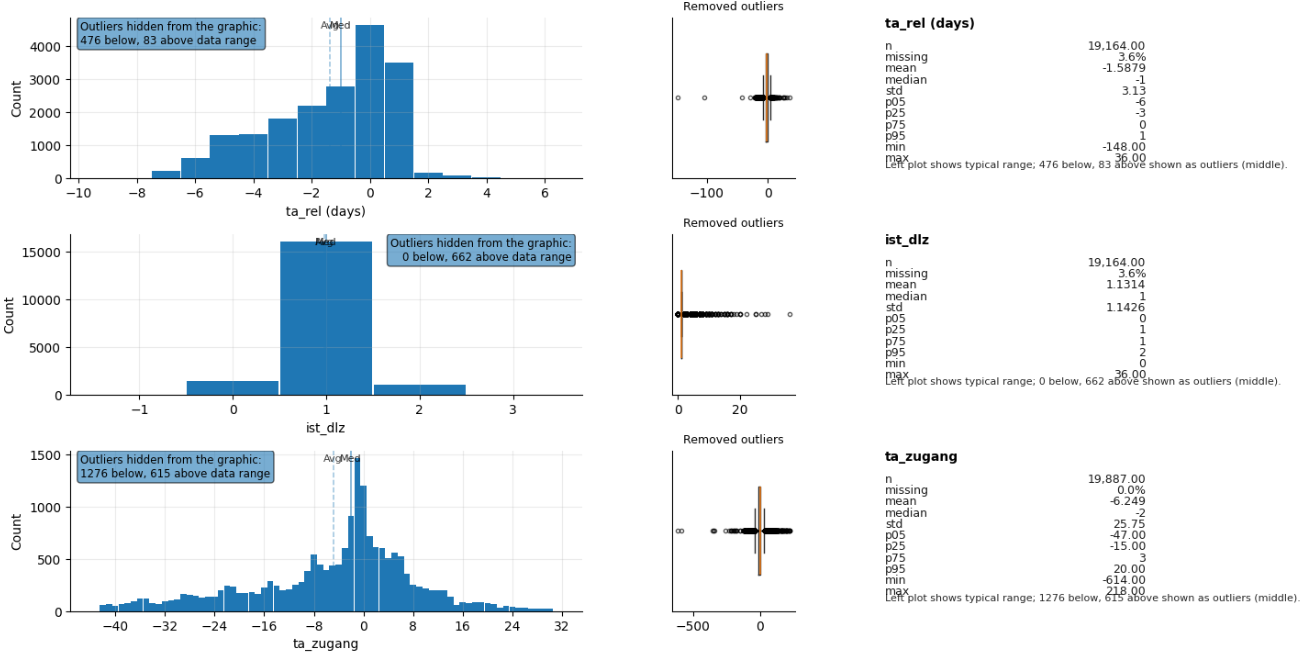 Removed outliers
Outliers hidden from the graphic:
476 below, 83 above data range
Avg
Med
4000
3000
2000
1000
0
Count
−10 −8 −6 −4 −2 0 2 4 6
ta_rel (days)
−100 0
ta_rel (days)
n 19,164.00
missing 3.6%
mean -1.5879
median -1
std 3.13
p05 -6
p25 -3
p75 0
p95 1
min -148.00
max 36.00
Left plot shows typical range; 476 below, 83 above shown as outliers (middle).
Removed outliers
Outliers hidden from the graphic:
0 below, 662 above data range
Avg
Med
15000
10000
5000
0
Count
−1 0 1 2 3
ist_dlz
0 20
ist_dlz
n 19,164.00
missing 3.6%
mean 1.1314
median 1
std 1.1426
p05 0
p25 1
p75 1
p95 2
min 0
max 36.00
Left plot shows typical range; 0 below, 662 above shown as outliers (middle).
Removed outliers
Outliers hidden from the graphic:
1276 below, 615 above data range
Avg
Med
1500
1000
500
0
Count
−40 −32 −24 −16 −8 0 8 16 24 32
ta_zugang
−500 0
ta_zugang
n 19,887.00
missing 0.0%
mean -6.249
median -2
std 25.75
p05 -47.00
p25 -15.00
p75 3
p95 20.00
min -614.00
max 218.00
Left plot shows typical range; 1276 below, 615 above shown as outliers (middle).